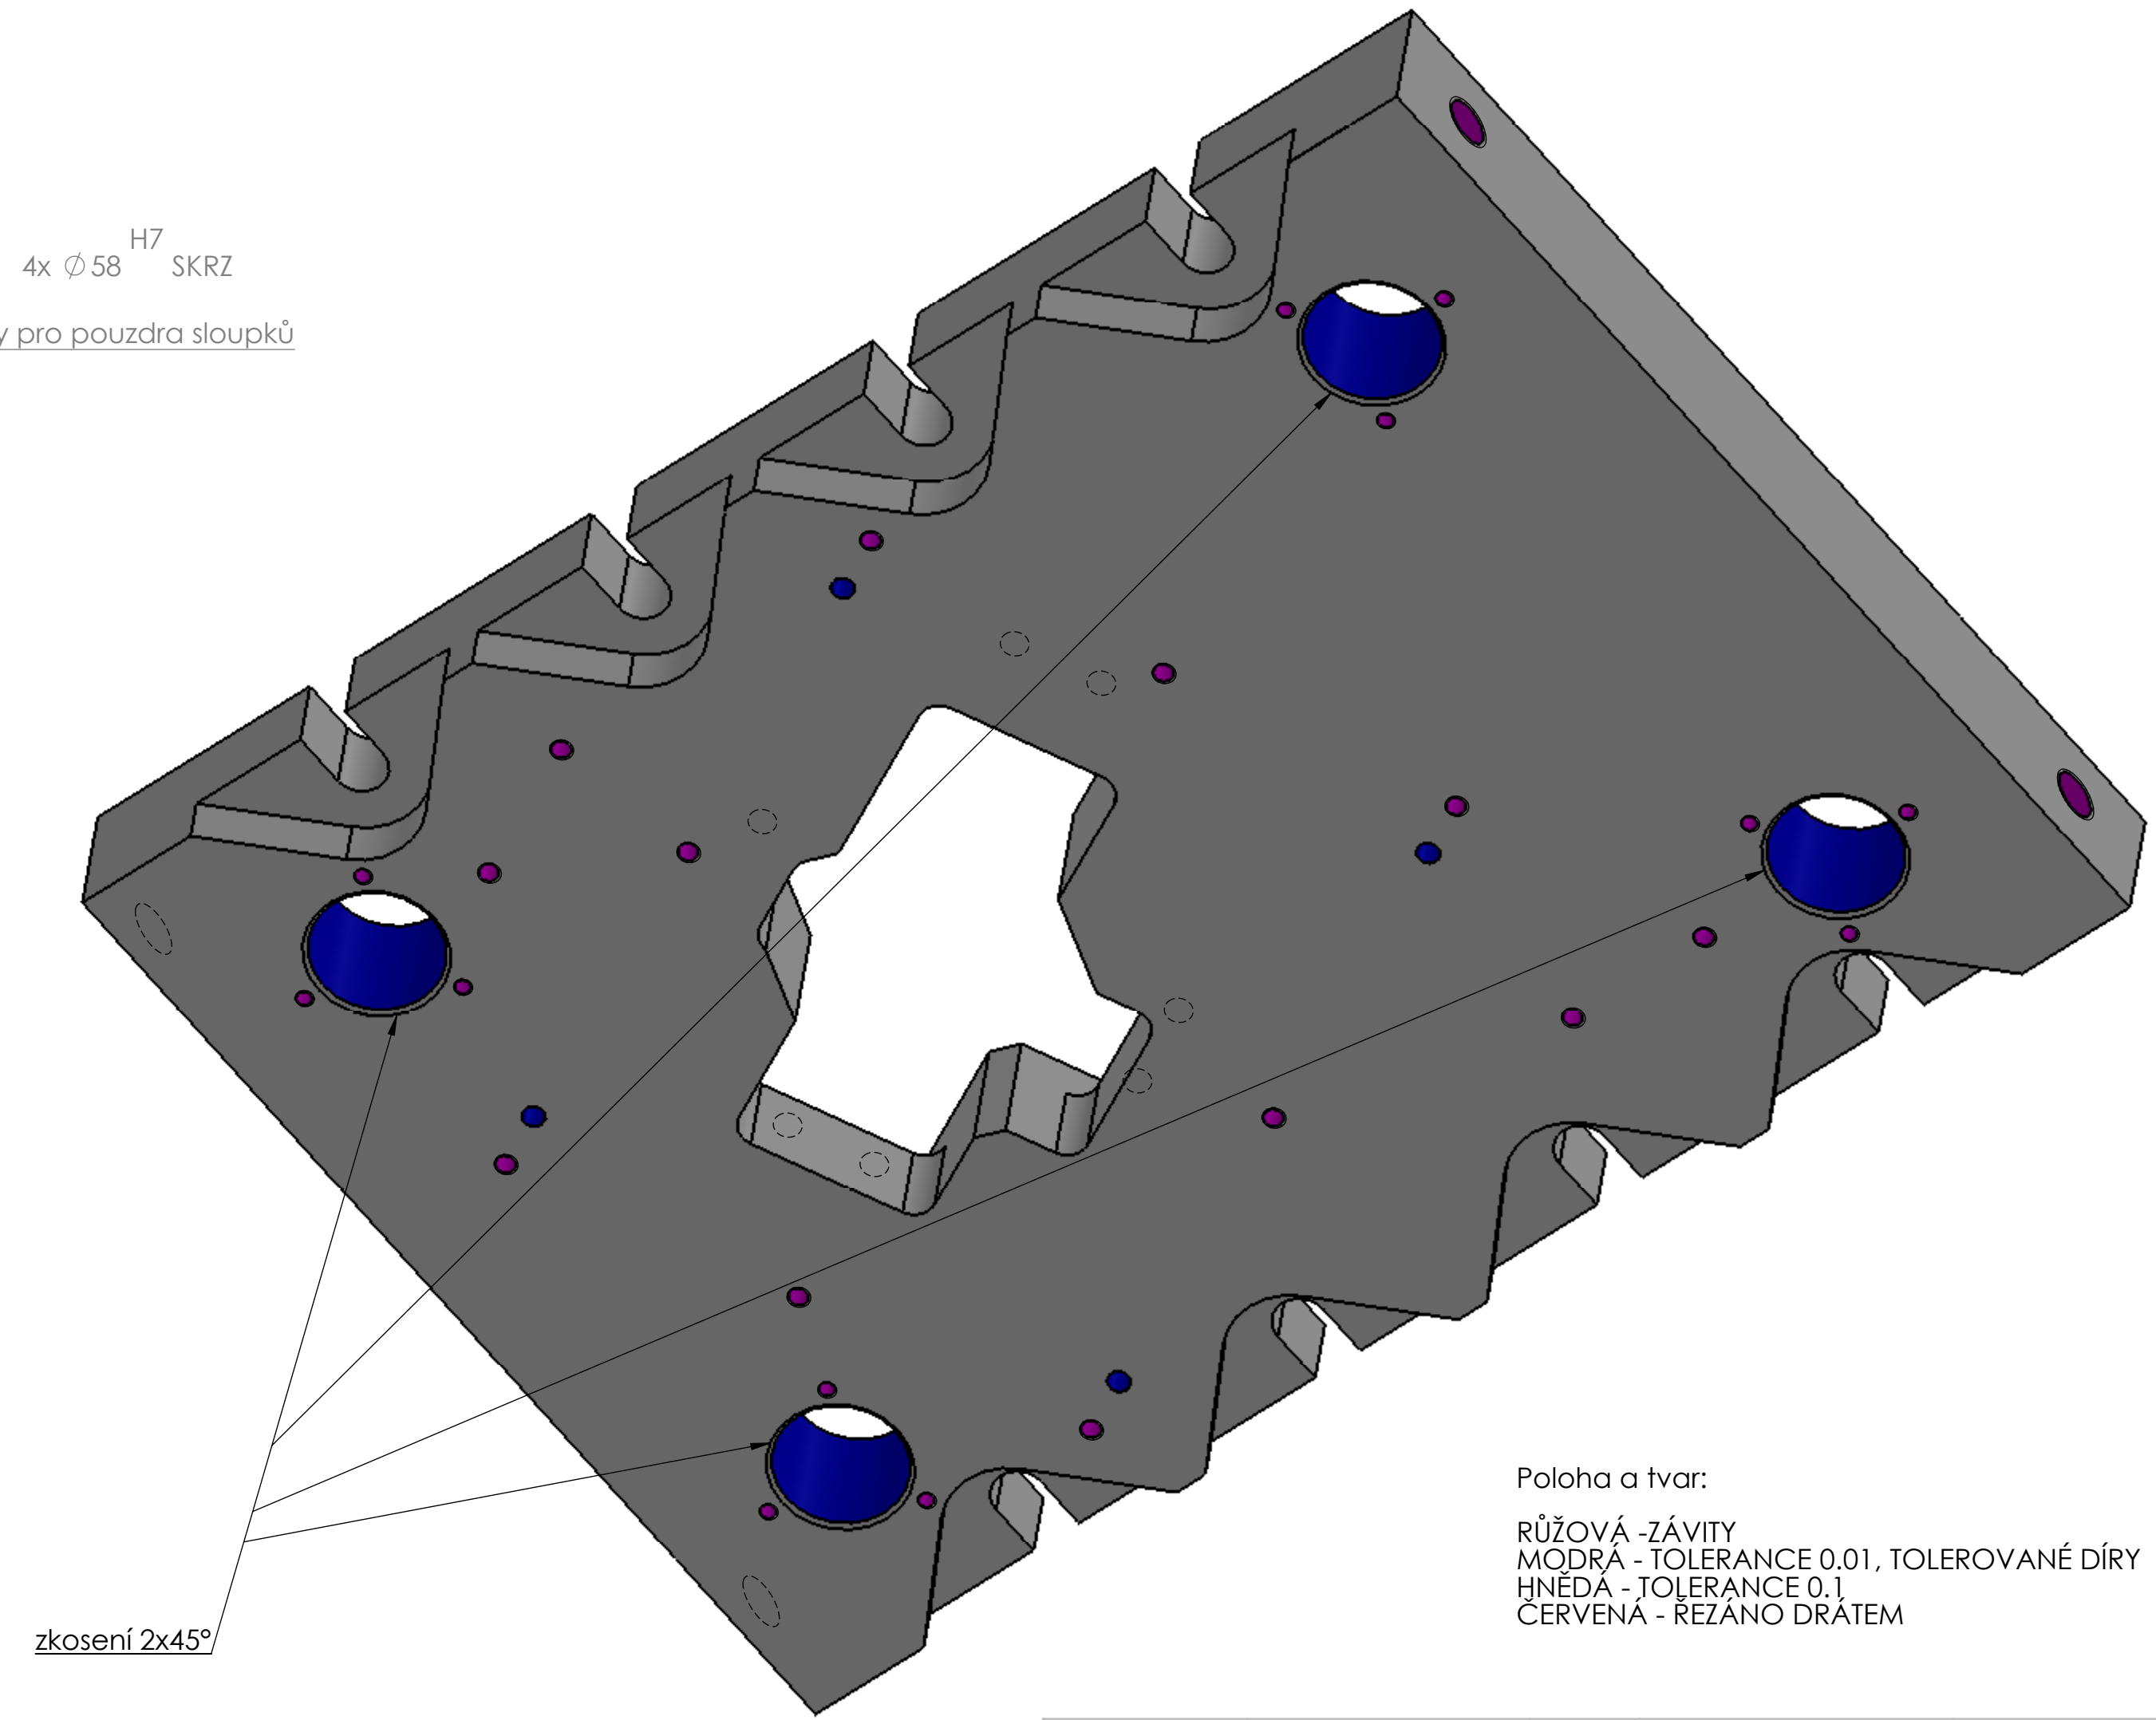 H7
4x ⌀58 SKRZ
y pro pouzdra sloupků
zkosení 2x45°
Poloha a tvar:
RŮŽOVÁ -ZÁVITY
MODRÁ - TOLERANCE 0.01, TOLEROVANÉ DÍRY
HNĚDÁ - TOLERANCE 0.1
ČERVENÁ - ŘEZÁNO DRÁTEM